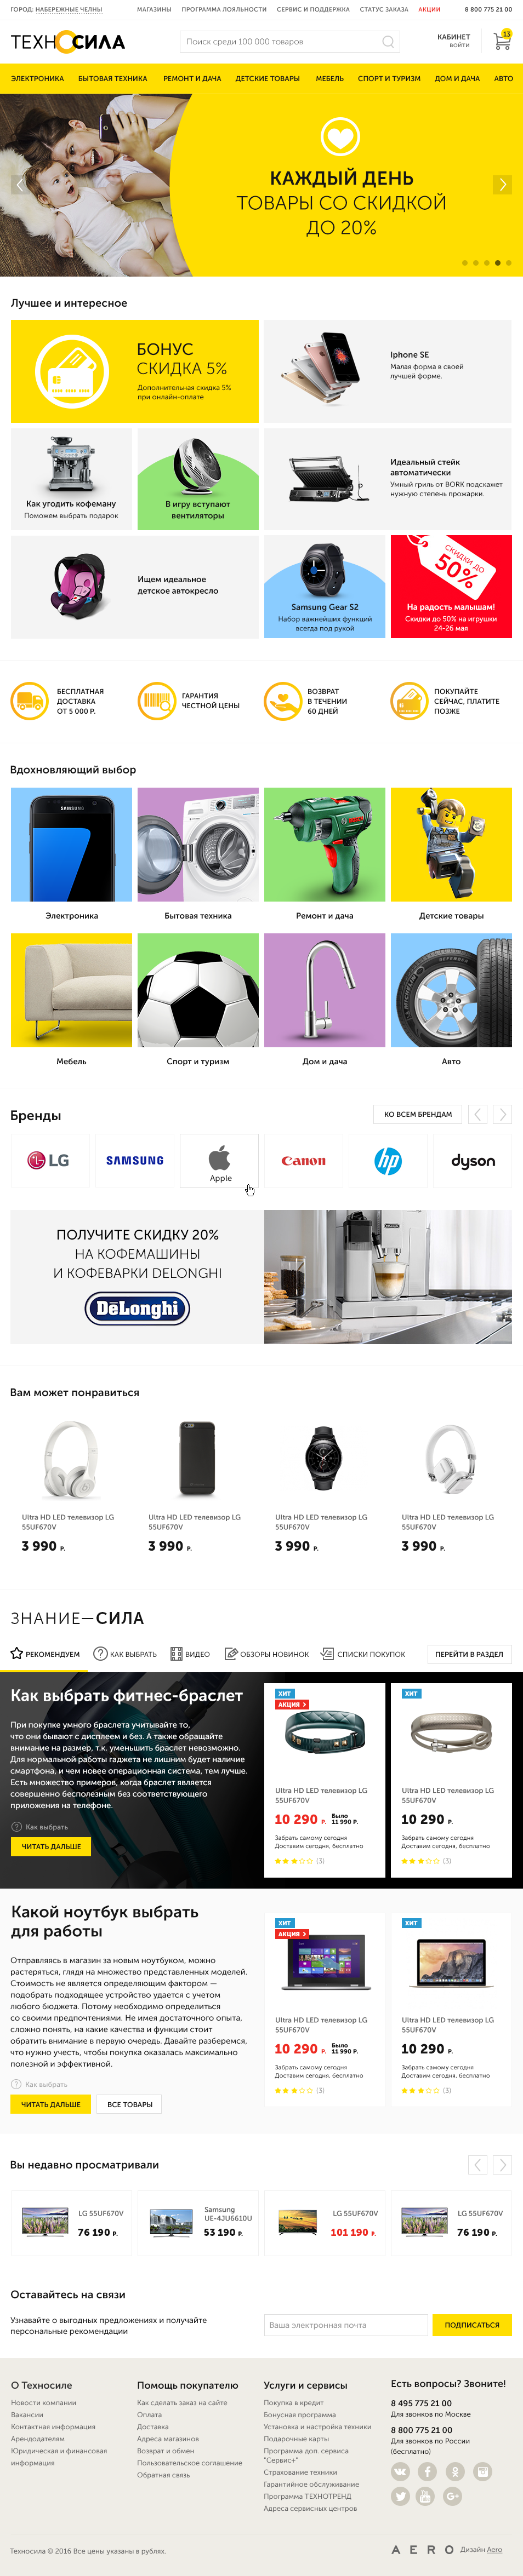 ГОРОД: НАБЕРЕЖНЫЕ ЧЕЛНЫ МАГАЗИНЫ ПРОГРАММА ЛОЯЛЬНОСТИ СЕРВИС И ПОДДЕРЖКА СТАТУС ЗАКАЗА АКЦИИ 8 800 775 21 00
ТЕХНОСИЛА
Поиск среди 100 000 товаров
КАБИНЕТ
ВОЙТИ
13
ЭЛЕКТРОНИКА БЫТОВАЯ ТЕХНИКА РЕМОНТ И ДАЧА ДЕТСКИЕ ТОВАРЫ МЕБЕЛЬ СПОРТ И ТУРИЗМ ДОМ И ДАЧА АВТО
КАЖДЫЙ ДЕНЬ
ТОВАРЫ СО СКИДКОЙ
ДО 20%
Лучшее и интересное
БОНУС
СКИДКА 5%
Дополнительная скидка 5%
при онлайн-оплате
Iphone SE
Малая форма в своей
лучшей форме.
Как угодить кофеману
Поможем выбрать подарок
В игру вступают
вентиляторы
Идеальный стейк
автоматически
Умный гриль от BORK подскажет
нужную степень прожарки.
Ищем идеальное
детское автокресло
Samsung Gear S2
Набор важнейших функций
всегда под рукой
СКИДКИ ДО
50%
На радость малышам!
Скидки до 50% на игрушки
24-26 мая
БЕСПЛАТНАЯ
ДОСТАВКА
ОТ 5 000 Р.
ГАРАНТИЯ
ЧЕСТНОЙ ЦЕНЫ
ВОЗВРАТ
В ТЕЧЕНИИ
60 ДНЕЙ
ПОКУПАЙТЕ
СЕЙЧАС, ПЛАТИТЕ
ПОЗЖЕ
Вдохновляющий выбор
Электроника
Бытовая техника
Ремонт и дача
Детские товары
Мебель
Спорт и туризм
Дом и дача
Авто
Бренды
КО ВСЕМ БРЕНДАМ
LG
SAMSUNG
Apple
Canon
hp
dyson
ПОЛУЧИТЕ СКИДКУ 20%
НА КОФЕМАШИНЫ
И КОФЕВАРКИ DELONGHI
DeLonghi
Вам может понравиться
Ultra HD LED телевизор LG
55UF670V
3 990 Р.
Ultra HD LED телевизор LG
55UF670V
3 990 Р.
Ultra HD LED телевизор LG
55UF670V
3 990 Р.
Ultra HD LED телевизор LG
55UF670V
3 990 Р.
ЗНАНИЕ—СИЛА
РЕКОМЕНДУЕМ КАК ВЫБРАТЬ ВИДЕО ОБЗОРЫ НОВИНОК СПИСКИ ПОКУПОК ПЕРЕЙТИ В РАЗДЕЛ
Как выбрать фитнес-браслет
При покупке умного браслета учитывайте то,
что они бывают с дисплеем и без. А также обращайте
внимание на размер, т.к. уменьшить браслет невозможно.
Для нормальной работы гаджета не лишним будет наличие
смартфона, и чем новее операционная система, тем лучше.
Есть множество примеров, когда браслет является
совершенно бесполезным без соответствующего
приложения на телефоне.
Как выбрать
ЧИТАТЬ ДАЛЬШЕ
ХИТ
АКЦИЯ
Ultra HD LED телевизор LG
55UF670V
10 290 Р.
Было
11 990 Р.
Забрать самому сегодня
Доставим сегодня, бесплатно
(3)
ХИТ
Ultra HD LED телевизор LG
55UF670V
10 290 Р.
Забрать самому сегодня
Доставим сегодня, бесплатно
(3)
Какой ноутбук выбрать
для работы
Отправляясь в магазин за новым ноутбуком, можно
растеряться, глядя на множество представленных моделей.
Стоимость не является определяющим фактором —
подобрать подходящее устройство удается с учетом
любого бюджета. Потому необходимо определиться
со своими предпочтениями. Не имея достаточного опыта,
сложно понять, на какие качества и функции стоит
обратить внимание в первую очередь. Давайте разберемся,
что нужно учесть, чтобы покупка оказалась максимально
полезной и эффективной.
Как выбрать
ЧИТАТЬ ДАЛЬШЕ
ВСЕ ТОВАРЫ
ХИТ
АКЦИЯ
Ultra HD LED телевизор LG
55UF670V
10 290 Р.
Было
11 990 Р.
Забрать самому сегодня
Доставим сегодня, бесплатно
(3)
ХИТ
Ultra HD LED телевизор LG
55UF670V
10 290 Р.
Забрать самому сегодня
Доставим сегодня, бесплатно
(3)
Вы недавно просматривали
LG 55UF670V
76 190 Р.
Samsung
UE-4JU6610U
53 190 Р.
LG 55UF670V
101 190 Р.
LG 55UF670V
76 190 Р.
Оставайтесь на связи
Узнавайте о выгодных предложениях и получайте
персональные рекомендации
Ваша электронная почта
ПОДПИСАТЬСЯ
О Техносиле
Новости компании
Вакансии
Контактная информация
Арендодателям
Юридическая и финансовая
информация
Помощь покупателю
Как сделать заказ на сайте
Оплата
Доставка
Адреса магазинов
Возврат и обмен
Пользовательское соглашение
Обратная связь
Услуги и сервисы
Покупка в кредит
Бонусная программа
Установка и настройка техники
Подарочные карты
Программа доп. сервиса
"Сервис+"
Страхование техники
Гарантийное обслуживание
Программа ТЕХНОТРЕНД
Адреса сервисных центров
Есть вопросы? Звоните!
8 495 775 21 00
Для звонков по Москве
8 800 775 21 00
Для звонков по России
(бесплатно)
Техносила © 2016 Все цены указаны в рублях.
AERO Дизайн Aero